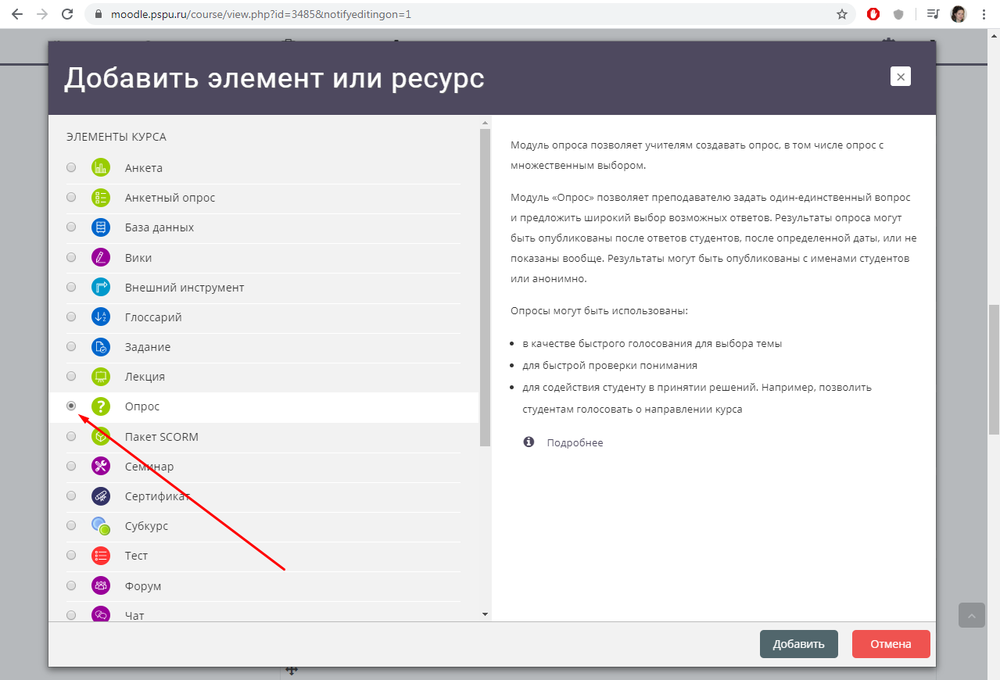 moodle.pspu.ru/course/view.php?id=3485&notifyeditingon=1
Добавить элемент или ресурс
ЭЛЕМЕНТЫ КУРСА
Анкета
Анкетный опрос
База данных
Вики
Внешний инструмент
Глоссарий
Задание
Лекция
Опрос
Пакет SCORM
Семинар
Сертификат
Субкурс
Тест
Форум
Чат
Модуль опроса позволяет учителям создавать опрос, в том числе опрос с
множественным выбором.
Модуль «Опрос» позволяет преподавателю задать один-единственный вопрос
и предложить широкий выбор возможных ответов. Результаты опроса могут
быть опубликованы после ответов студентов, после определенной даты, или не
показаны вообще. Результаты могут быть опубликованы с именами студентов
или анонимно.
Опросы могут быть использованы:
в качестве быстрого голосования для выбора темы
для быстрой проверки понимания
для содействия студенту в принятии решений. Например, позволить
студентам голосовать о направлении курса
Подробнее
Добавить
Отмена